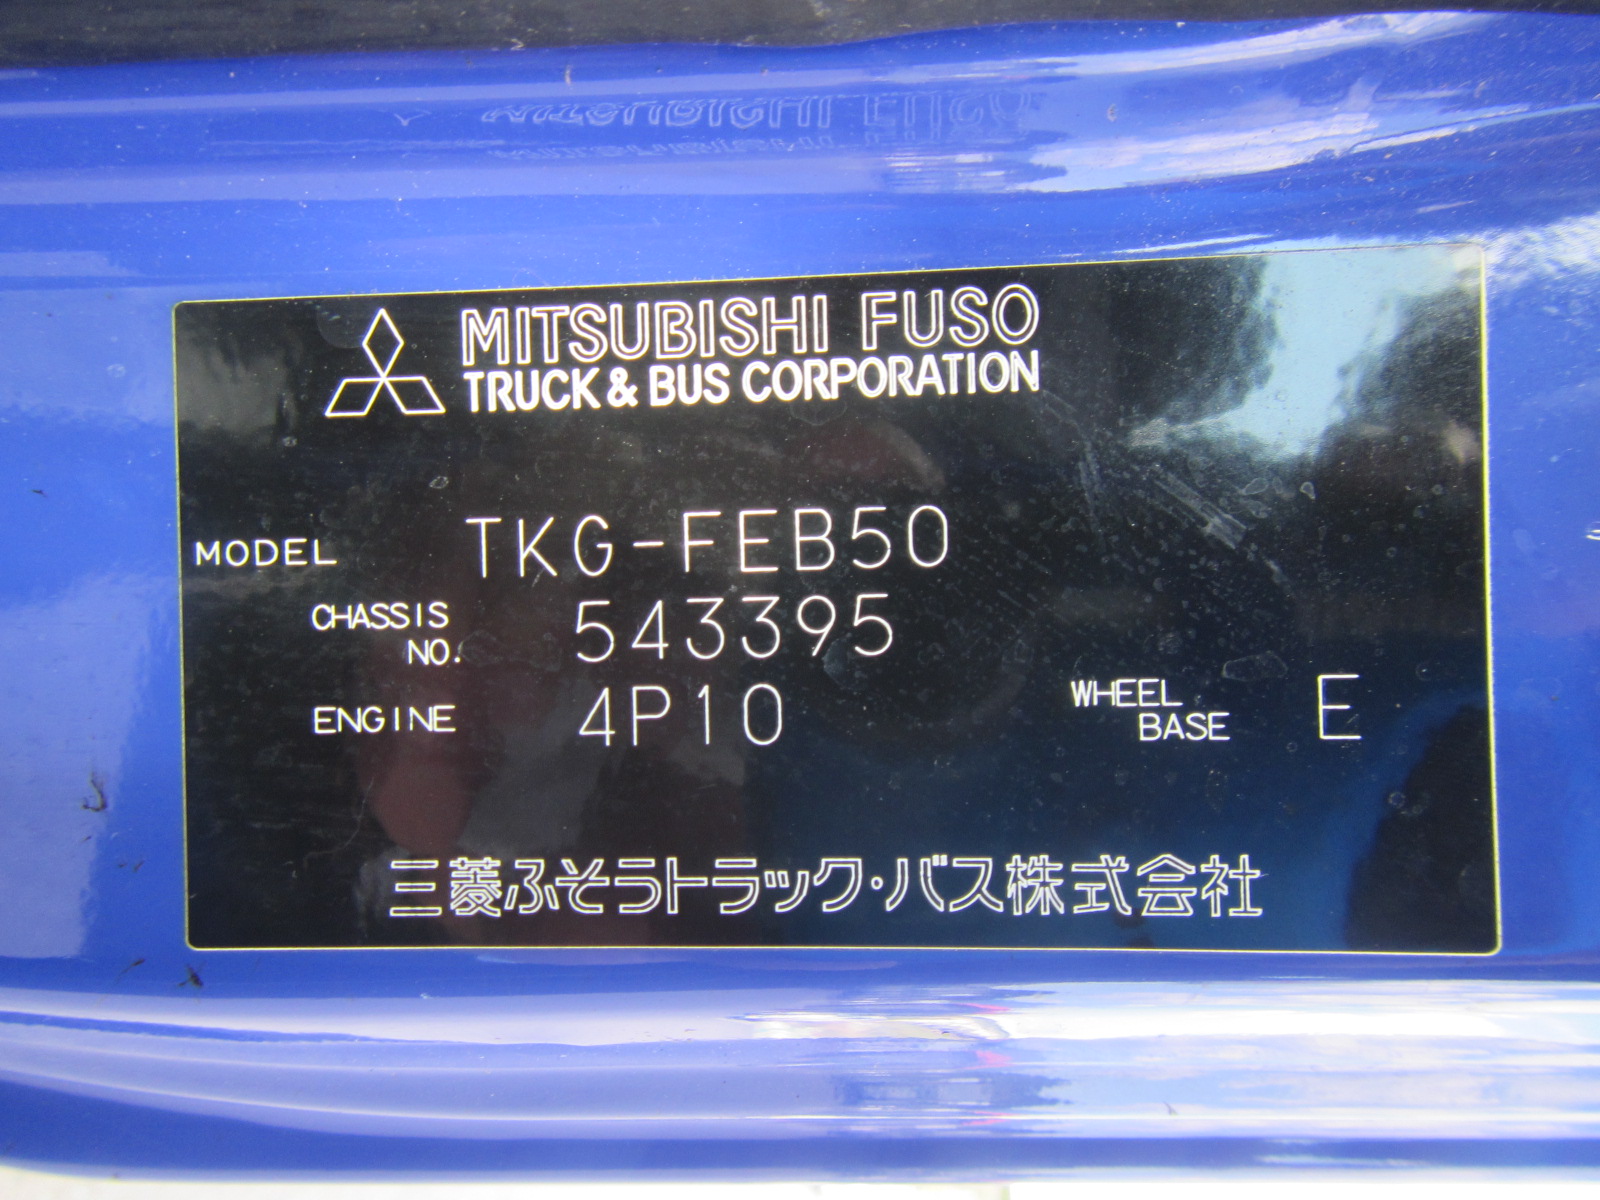 MITSUBISHI FUSO
TRUCK & BUS CORPORATION
MODEL TKG-FEB50
CHASSIS NO. 543395
ENGINE 4P10 WHEEL BASE E
三菱ふそうトラック・バス株式会社